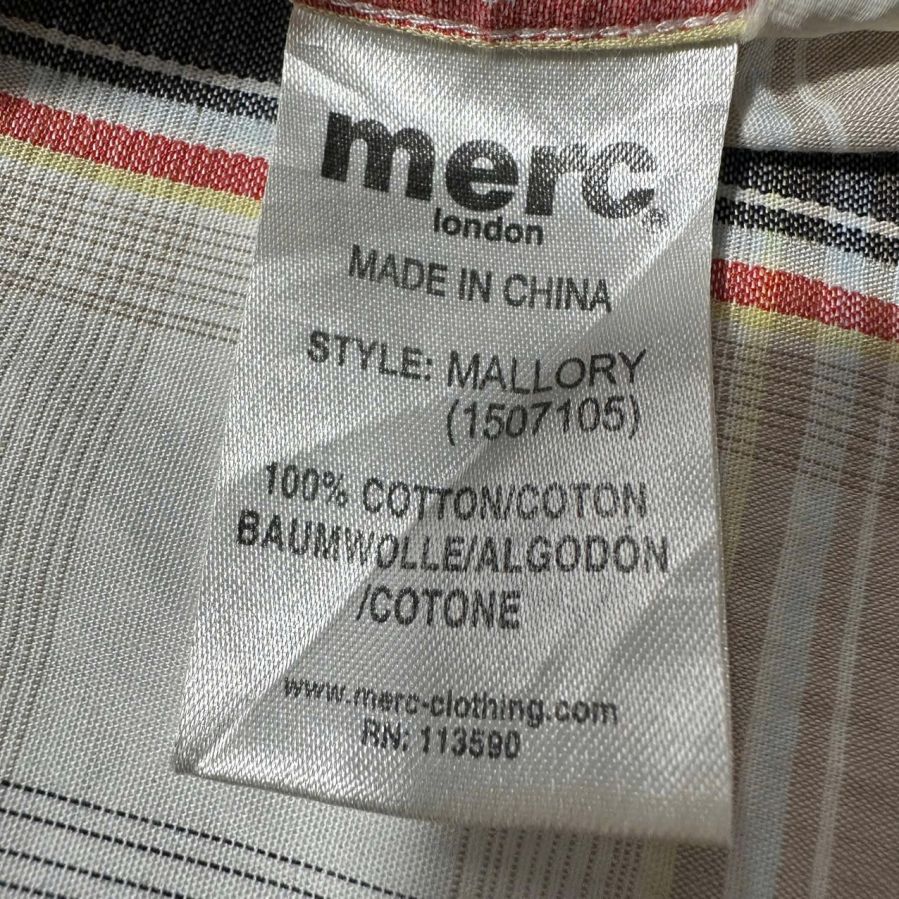 merc®
london
MADE IN CHINA
STYLE: MALLORY
(1507105)
100% COTTON/COTON
BAUMWOLLE/ALGODÓN
/COTONE
www.merc-clothing.com
RN: 113590